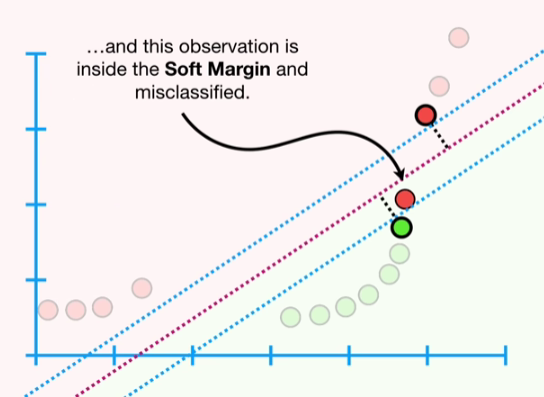 ...and this observation is
inside the Soft Margin and
misclassified.